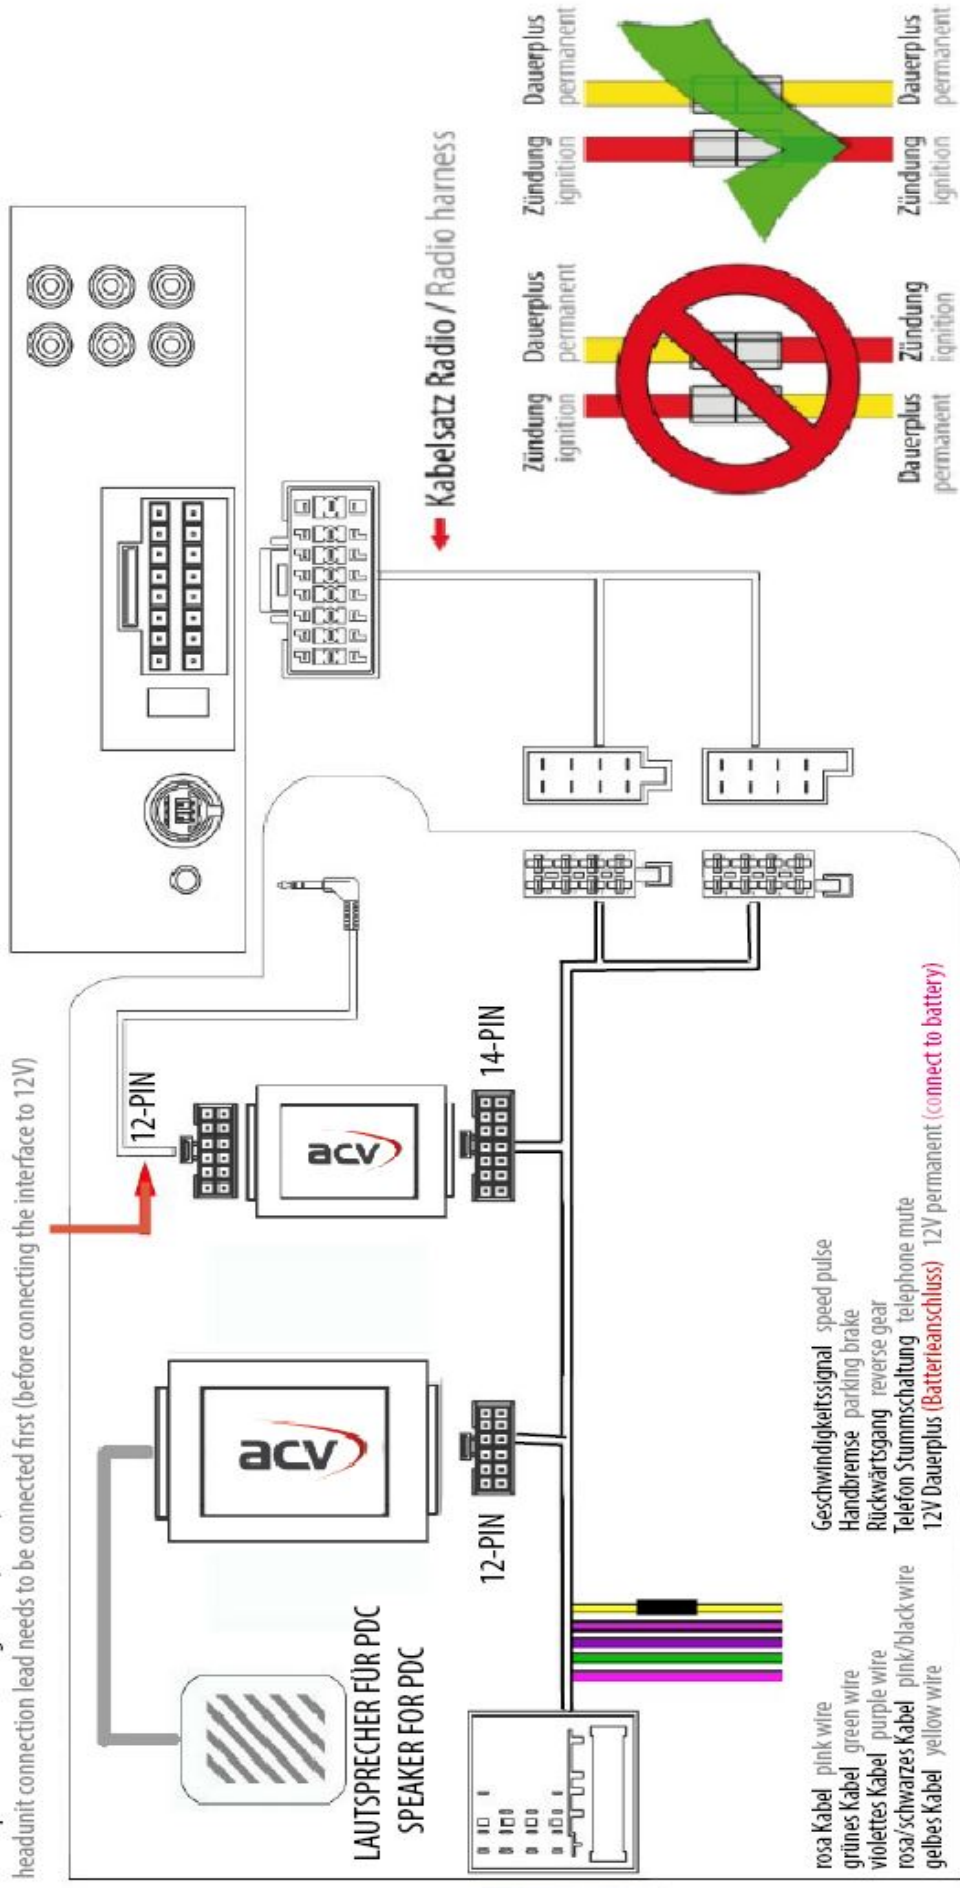 headunit connection lead needs to be connected first (before connecting the interface to 12V)
12-PIN
acv
14-PIN
acv
12-PIN
LAUTSPRECHER FÜR PDC
SPEAKER FOR PDC
Kabelsatz Radio / Radio harness
Zündung
ignition
Dauerplus
permanent
Zündung
ignition
Dauerplus
permanent
Dauerplus
permanent
Zündung
ignition
Zündung
ignition
Dauerplus
permanent
rosa Kabel pink wire
grünes Kabel green wire
violettes Kabel purple wire
rosa/schwarzes Kabel pink/black wire
gelbes Kabel yellow wire
Geschwindigkeitssignal speed pulse
Handbremse parking brake
Rückwärtsgang reverse gear
Telefon Stummschaltung telephone mute
12V Dauerplus (Batterieanschluss) 12V permanent (connect to battery)